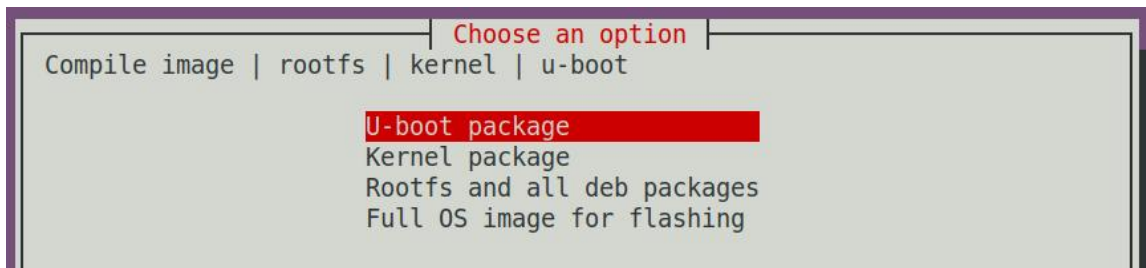 Choose an option
Compile image | rootfs | kernel | u-boot
U-boot package
Kernel package
Rootfs and all deb packages
Full OS image for flashing